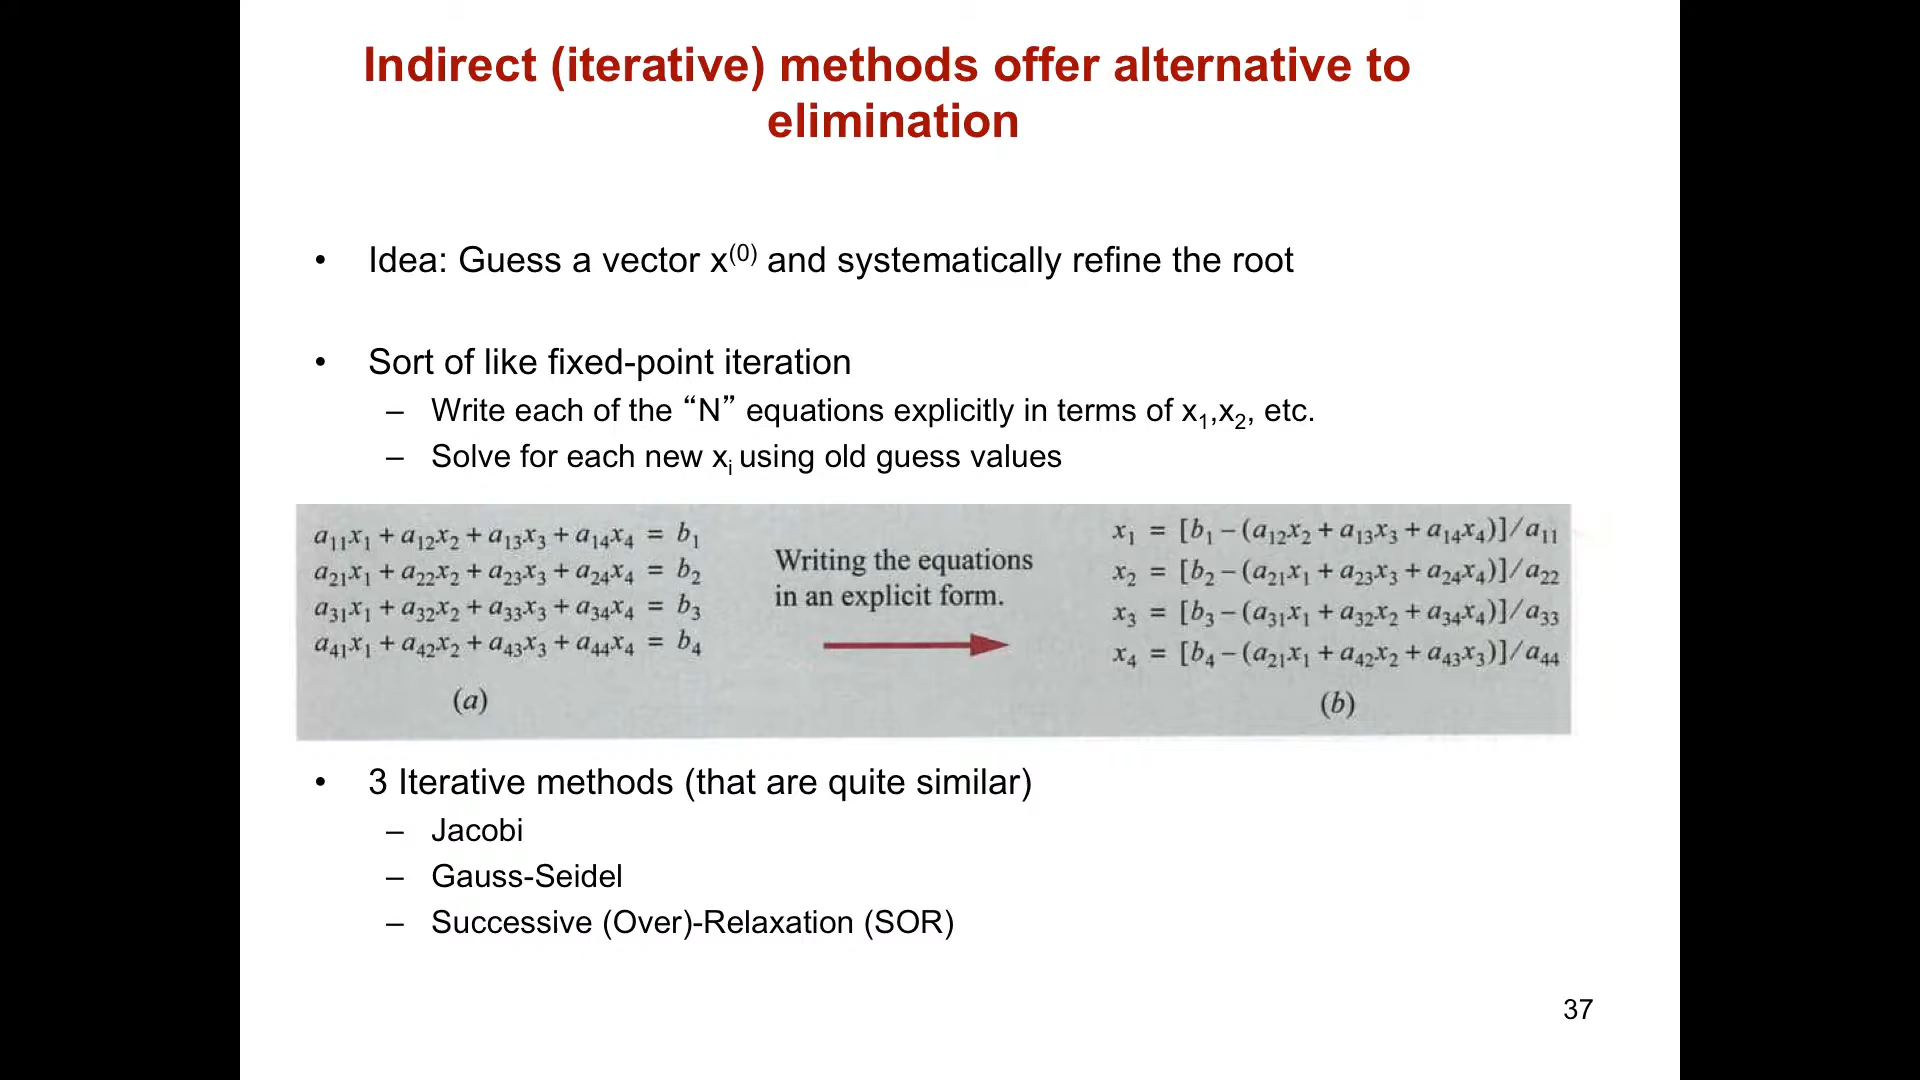 Indirect (iterative) methods offer alternative to
elimination
• Idea: Guess a vector x⁽⁰⁾ and systematically refine the root
• Sort of like fixed-point iteration
– Write each of the “N” equations explicitly in terms of x₁,x₂, etc.
– Solve for each new xᵢ using old guess values
a₁₁x₁ + a₁₂x₂ + a₁₃x₃ + a₁₄x₄ = b₁
a₂₁x₁ + a₂₂x₂ + a₂₃x₃ + a₂₄x₄ = b₂
a₃₁x₁ + a₃₂x₂ + a₃₃x₃ + a₃₄x₄ = b₃
a₄₁x₁ + a₄₂x₂ + a₄₃x₃ + a₄₄x₄ = b₄
(a)
Writing the equations
in an explicit form.
x₁ = [b₁ – (a₁₂x₂ + a₁₃x₃ + a₁₄x₄)]/a₁₁
x₂ = [b₂ – (a₂₁x₁ + a₂₃x₃ + a₂₄x₄)]/a₂₂
x₃ = [b₃ – (a₃₁x₁ + a₃₂x₂ + a₃₄x₄)]/a₃₃
x₄ = [b₄ – (a₂₁x₁ + a₄₂x₂ + a₄₃x₃)]/a₄₄
(b)
• 3 Iterative methods (that are quite similar)
– Jacobi
– Gauss-Seidel
– Successive (Over)-Relaxation (SOR)
37